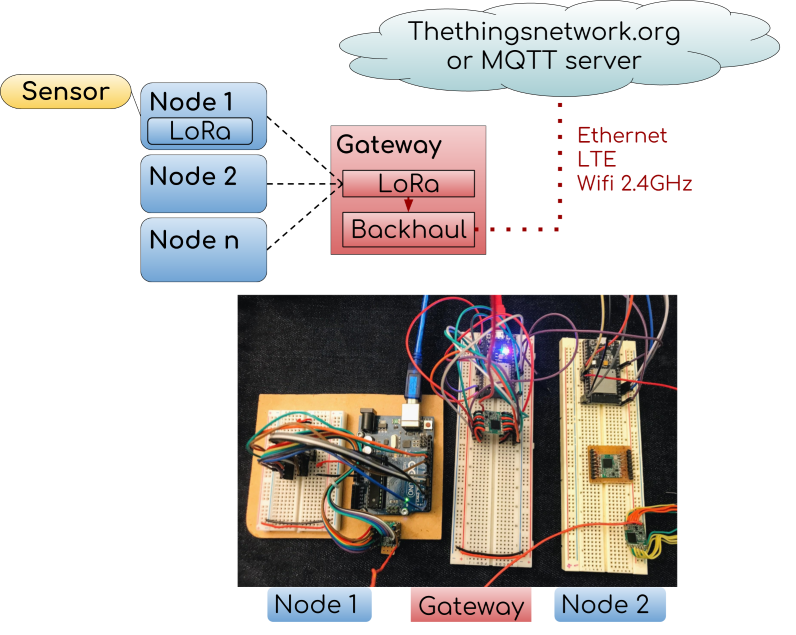 Thethingsnetwork.org
or MQTT server
Sensor
Node 1
LoRa
Node 2
Node n
Gateway
LoRa
Backhaul
Ethernet
LTE
Wifi 2.4GHz
Node 1
Gateway
Node 2